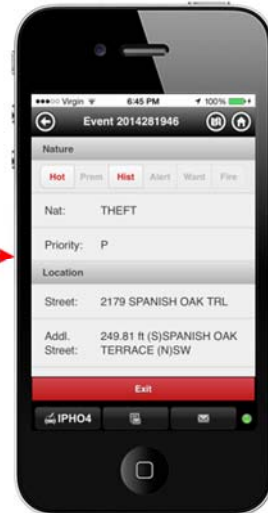 Virgin 6:45 PM 100%
Event 2014281946
Nature
Hot Prem Hist Alert Want Fire
Nat: THEFT
Priority: P
Location
Street: 2179 SPANISH OAK TRL
Addl. 249.81 ft (S)SPANISH OAK
Street: TERRACE (N)SW
Exit
IPHO4